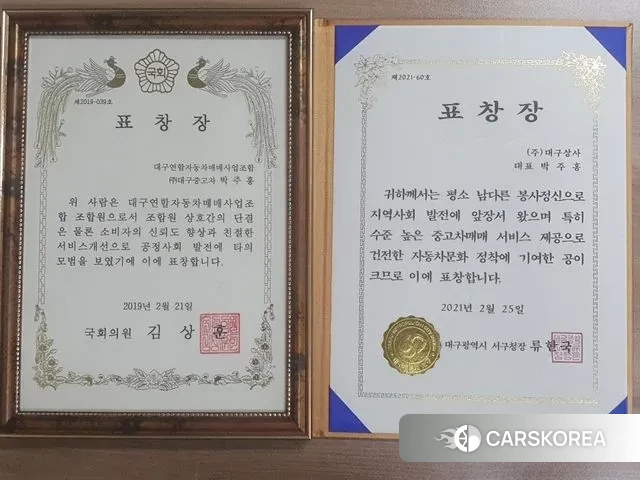 국회
제2019-039호
표창장
대구연합자동차매매사업조합
㈜대구중고차 박주홍
위 사람은 대구연합자동차매매사업조
합 조합원으로서 조합원 상호간의 단결
은 물론 소비자의 신뢰도 향상과 친절한
서비스개선으로 공정사회 발전에 타의
모범을 보였기에 이에 표창합니다.
2019년 2월 21일
국회의원 김상훈
제2021-60호
표창장
(주)대구상사
대표 박주홍
귀하께서는 평소 남다른 봉사정신으로
지역사회 발전에 앞장서 왔으며 특히
수준 높은 중고차매매 서비스 제공으로
건전한 자동차문화 정착에 기여한 공이
크므로 이에 표창합니다.
2021년 2월 25일
대구광역시 서구청장 류한국
CARSKOREA